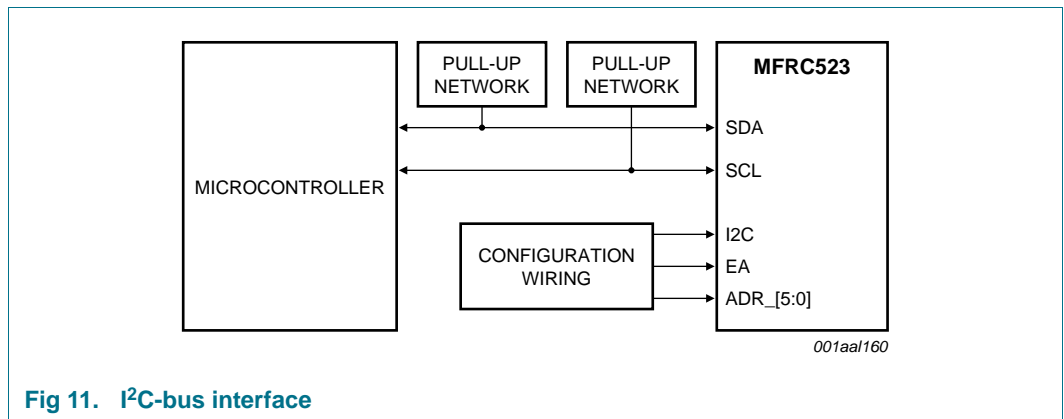 PULL-UP
NETWORK
PULL-UP
NETWORK
MFRC523
SDA
MICROCONTROLLER
SCL
CONFIGURATION
WIRING
I2C
EA
ADR_[5:0]
001aal160
Fig 11. I²C-bus interface